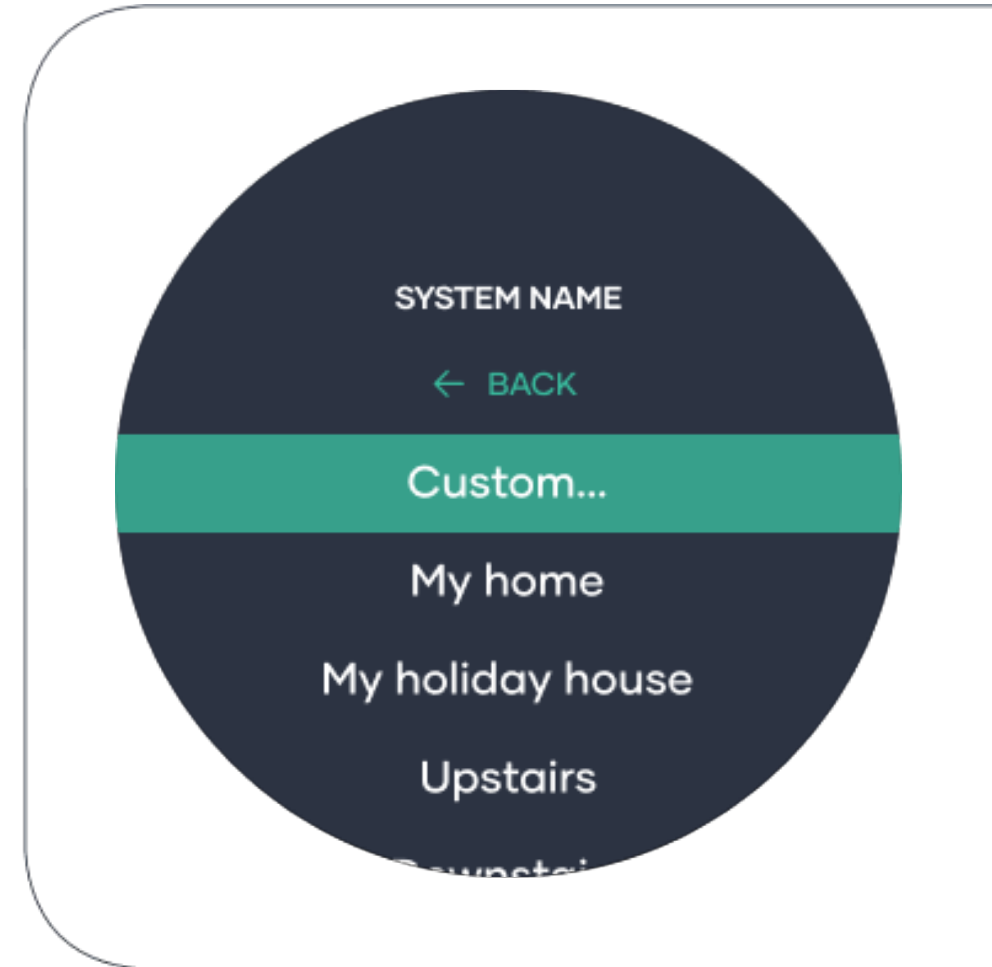 SYSTEM NAME
← BACK
Custom...
My home
My holiday house
Upstairs